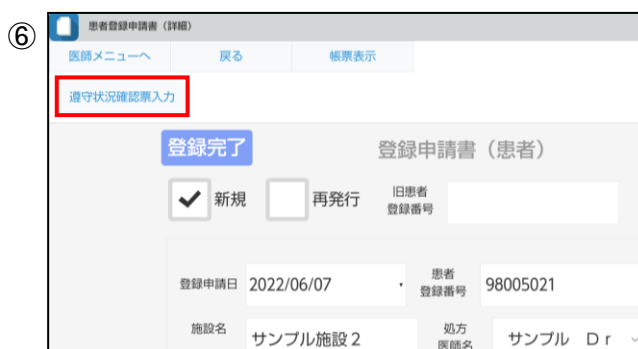 ⑥
患者登録申請書（詳細）
医師メニューへ 戻る 帳票表示
遵守状況確認票入力
登録完了 登録申請書（患者）
新規 再発行 旧患者
登録番号
登録申請日 2022/06/07 患者
登録番号 98005021
施設名 サンプル施設２ 処方
医師名 サンプル　Ｄｒ